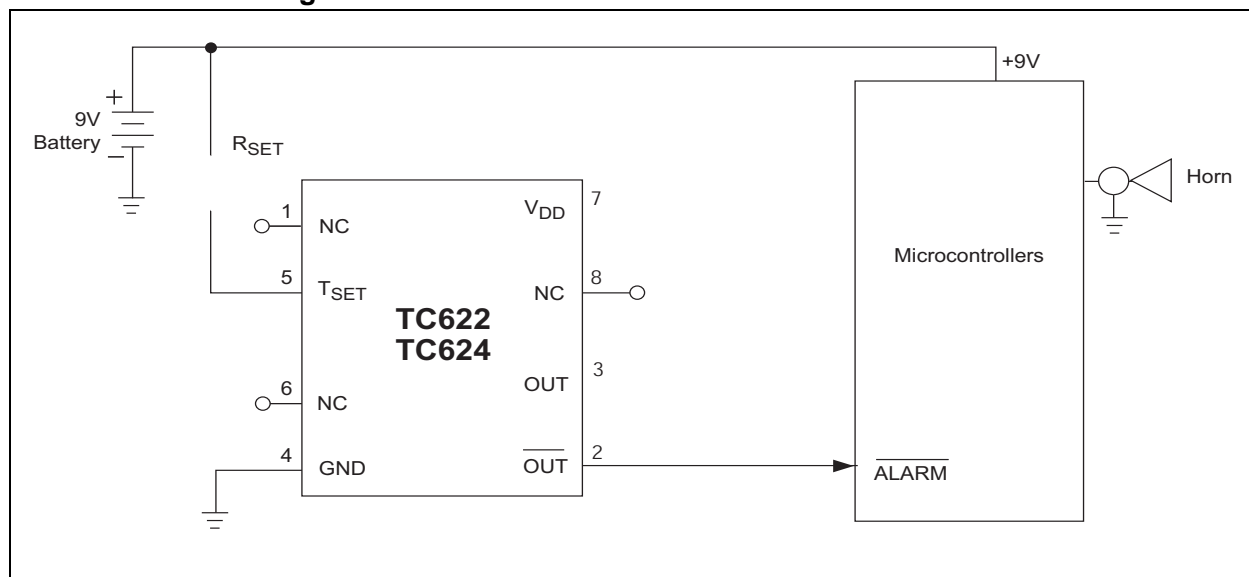 +9V
+
9V
Battery
−
RSET
1
NC
VDD
7
5
TSET
8
NC
TC622
TC624
OUT
3
6
NC
4
GND
OUT
2
Microcontrollers
ALARM
Horn